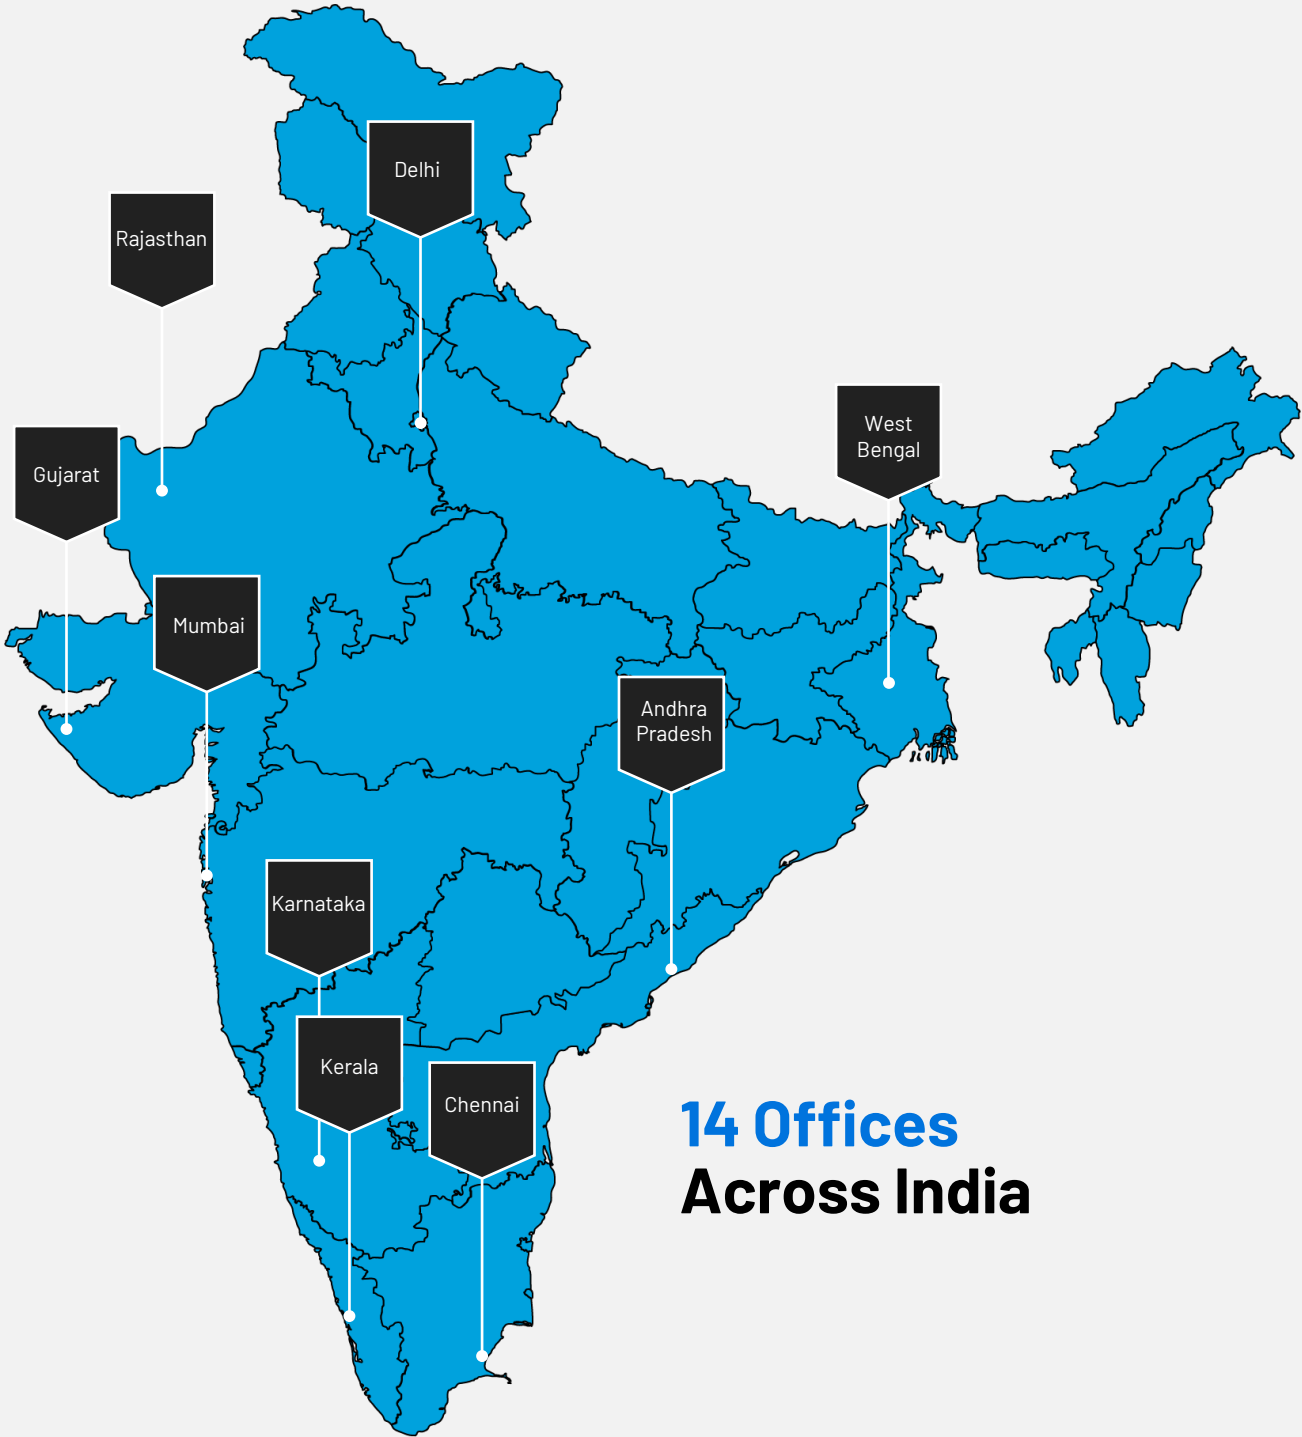 Delhi
Rajasthan
West
Bengal
Gujarat
Mumbai
Andhra
Pradesh
Karnataka
Kerala
Chennai
14 Offices
Across India